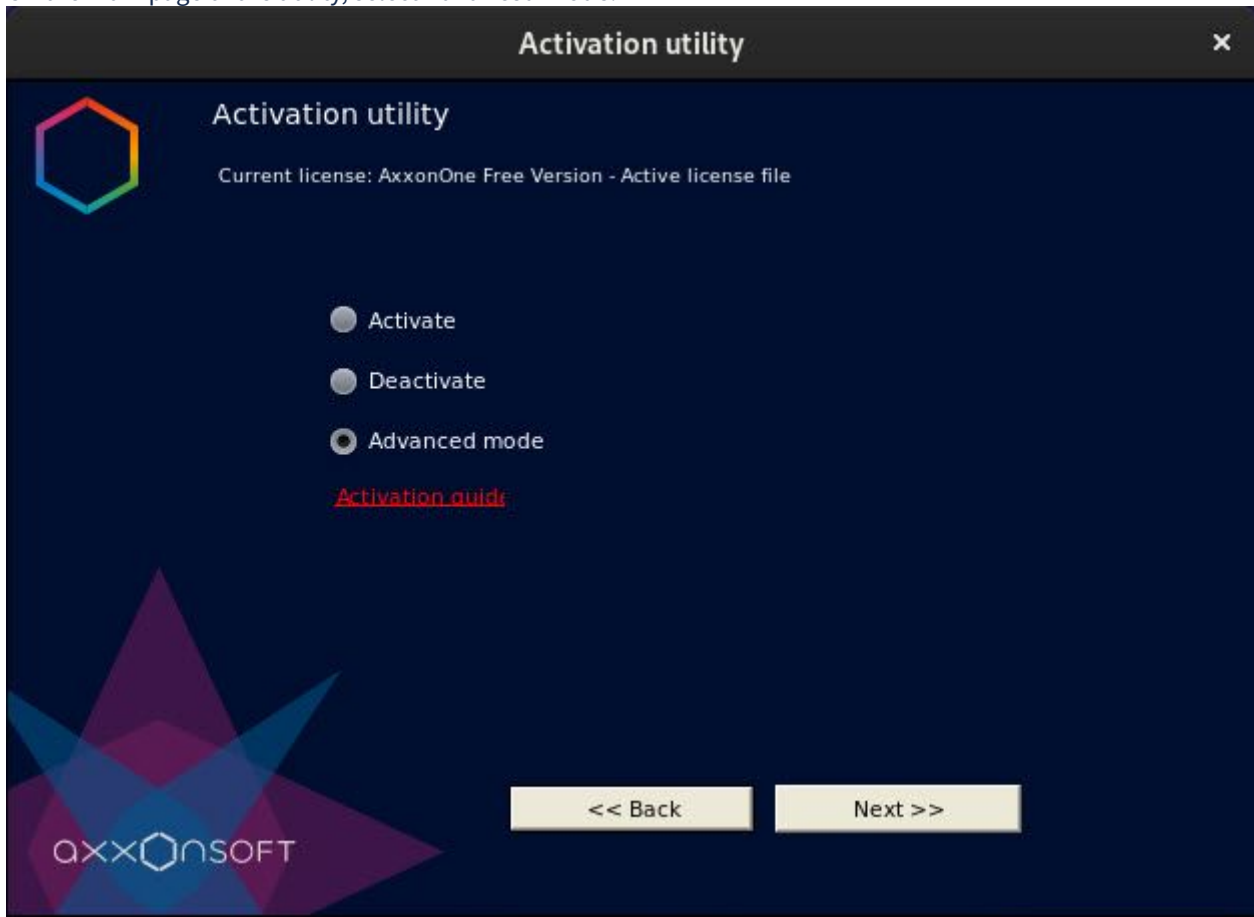 Activation utility
×
Activation utility
Current license: AxxonOne Free Version - Active license file
Activate
Deactivate
Advanced mode
Activation guide
<< Back
Next >>
axxonsoft